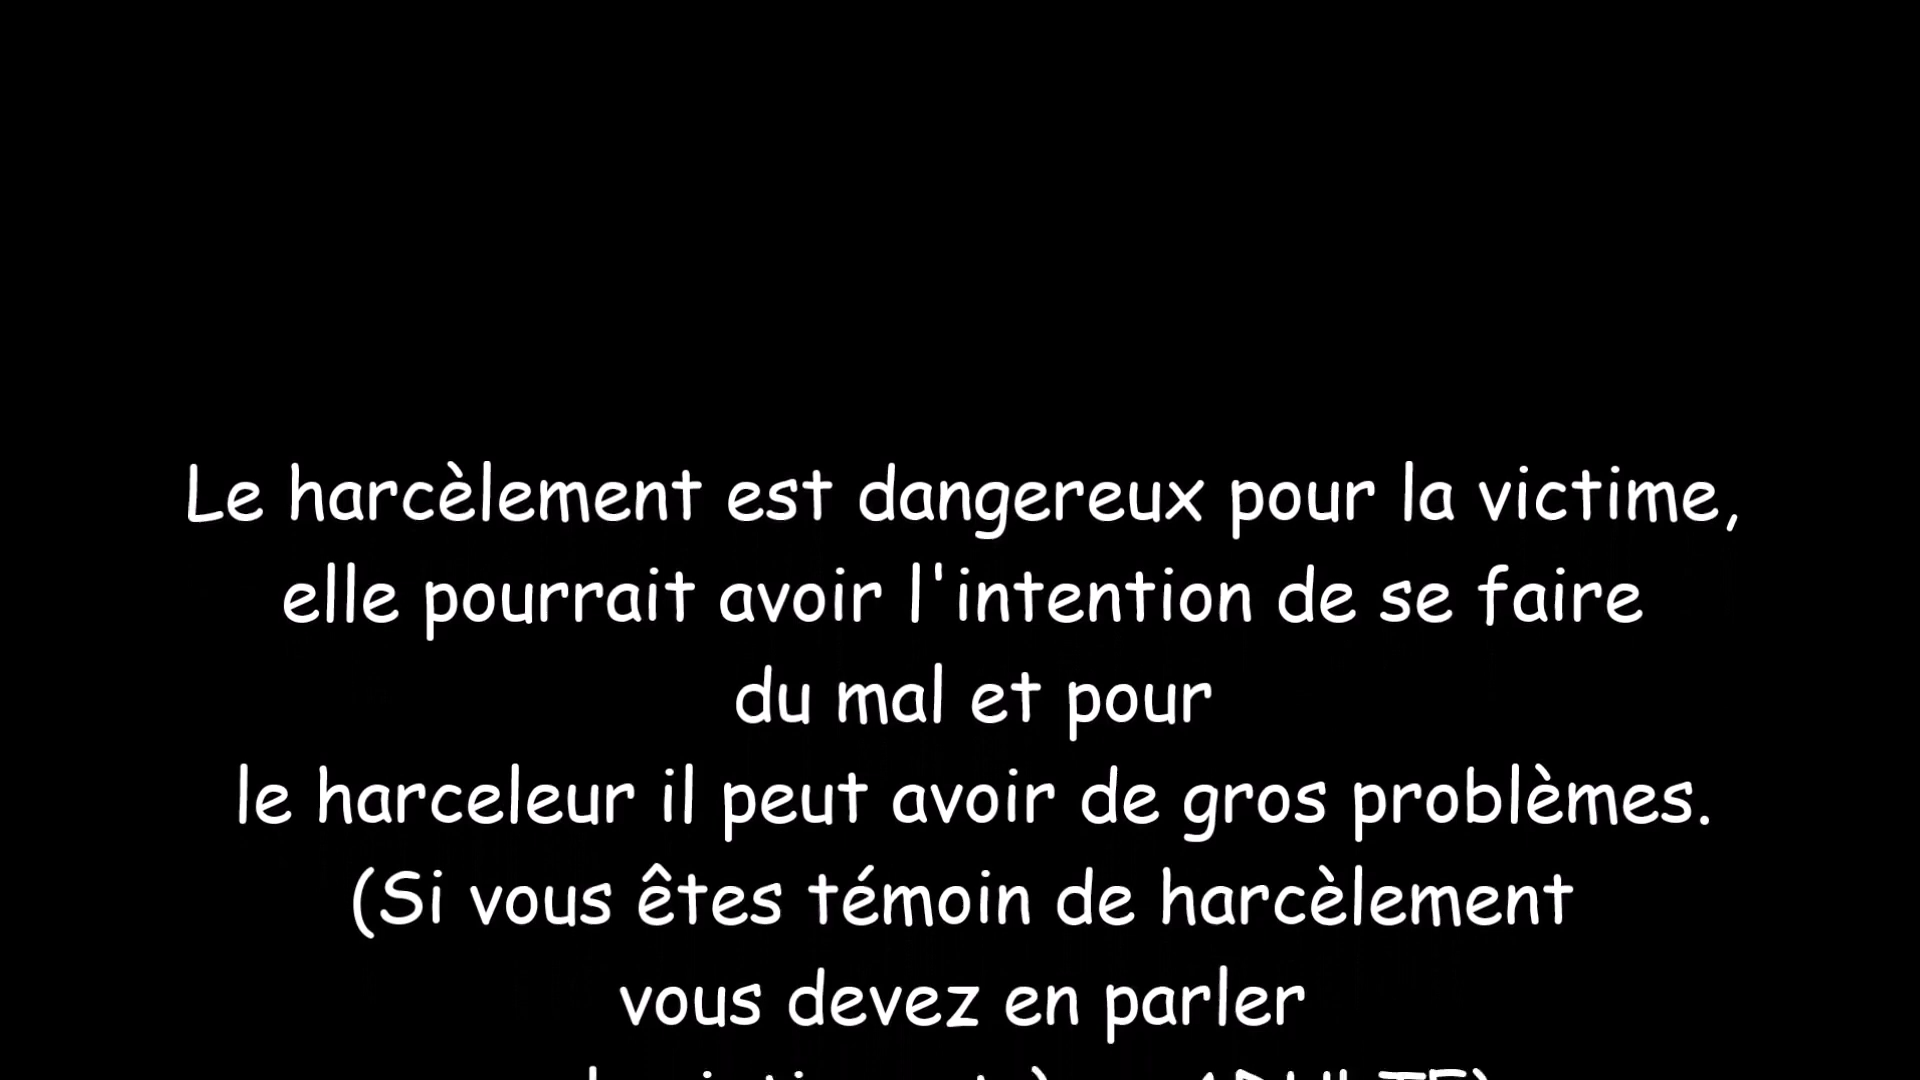 Le harcèlement est dangereux pour la victime,
elle pourrait avoir l'intention de se faire
du mal et pour
le harceleur il peut avoir de gros problèmes.
(Si vous êtes témoin de harcèlement
vous devez en parler